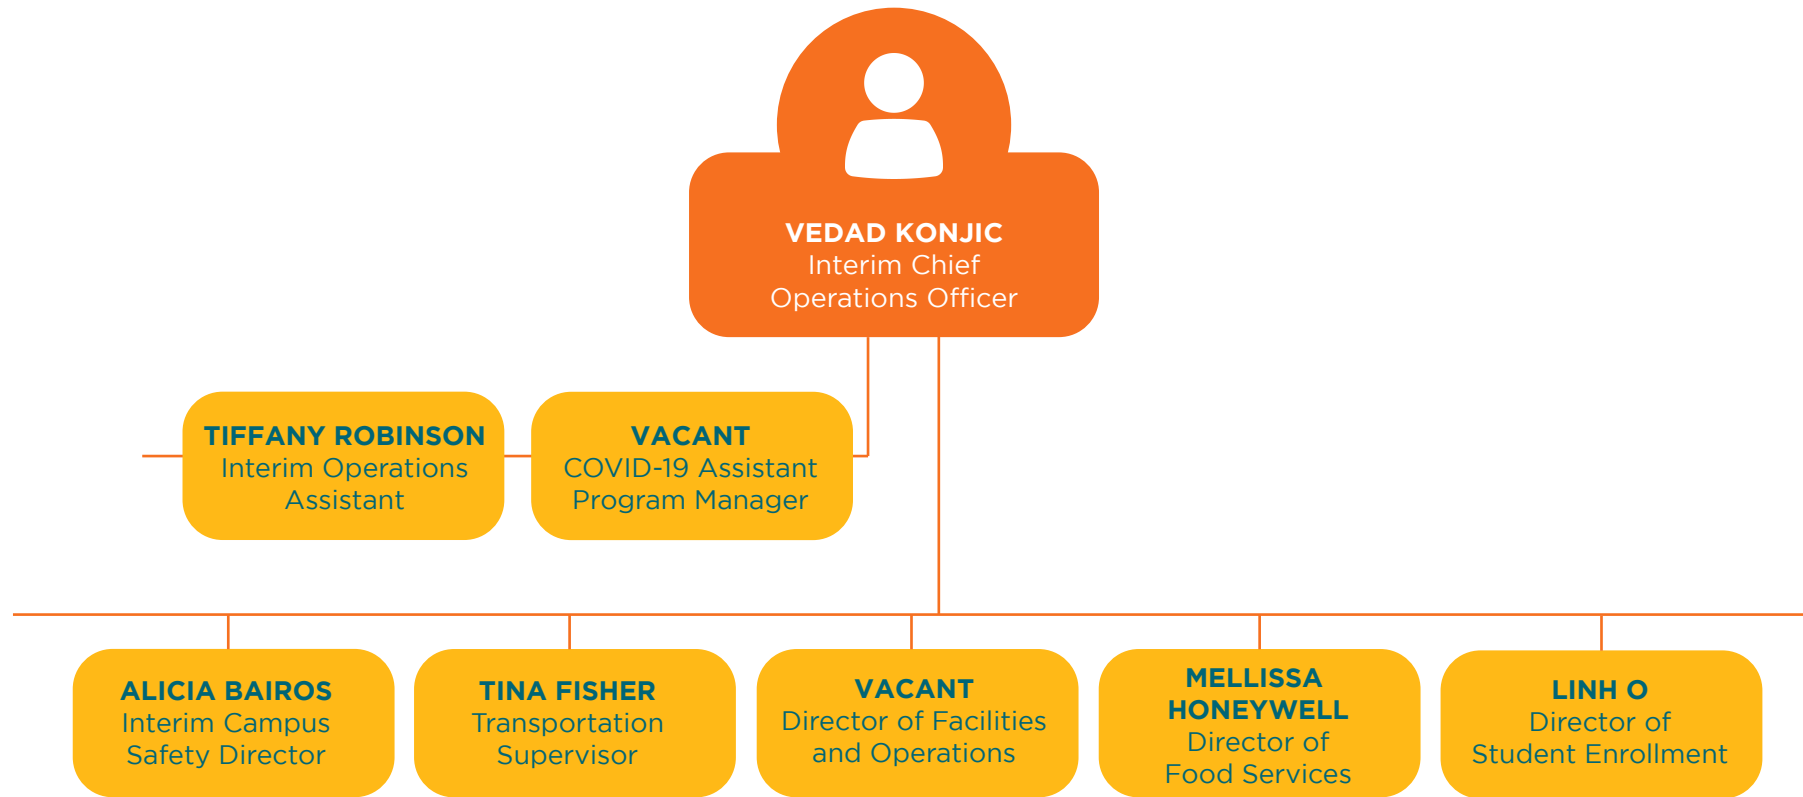 VEDAD KONJIC
Interim Chief
Operations Officer
TIFFANY ROBINSON
Interim Operations
Assistant
VACANT
COVID-19 Assistant
Program Manager
ALICIA BAIROS
Interim Campus
Safety Director
TINA FISHER
Transportation
Supervisor
VACANT
Director of Facilities
and Operations
MELLISSA
HONEYWELL
Director of
Food Services
LINH O
Director of
Student Enrollment